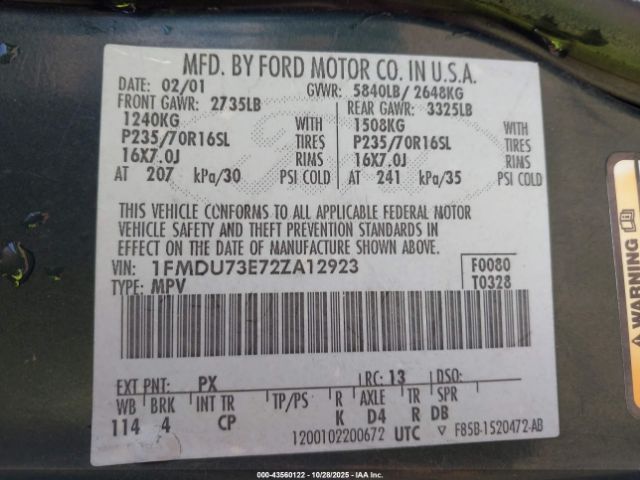 MFD. BY FORD MOTOR CO. IN U.S.A.
DATE: 02/01 GVWR: 5840LB/ 2648KG
FRONT GAWR: 2735LB REAR GAWR: 3325LB
1240KG WITH 1508KG WITH
P235/70R16SL TIRES P235/70R16SL TIRES
16X7.0J RIMS 16X7.0J RIMS
AT 207 kPa/30 PSI COLD AT 241 kPa/35 PSI COLD
THIS VEHICLE CONFORMS TO ALL APPLICABLE FEDERAL MOTOR
VEHICLE SAFETY AND THEFT PREVENTION STANDARDS IN
EFFECT ON THE DATE OF MANUFACTURE SHOWN ABOVE.
VIN: 1FMDU73E72ZA12923 F0080
TYPE: MPV T0328
EXT PNT: PX RC: 13 DSO:
WB BRK INT TR TP/PS R AXLE TR SPR
114 4 CP K D4 R DB
1200102200672 UTC ▽ F85B-1520472-AB
WARNING
43560122 - 10/28/2025 - IAAI.com